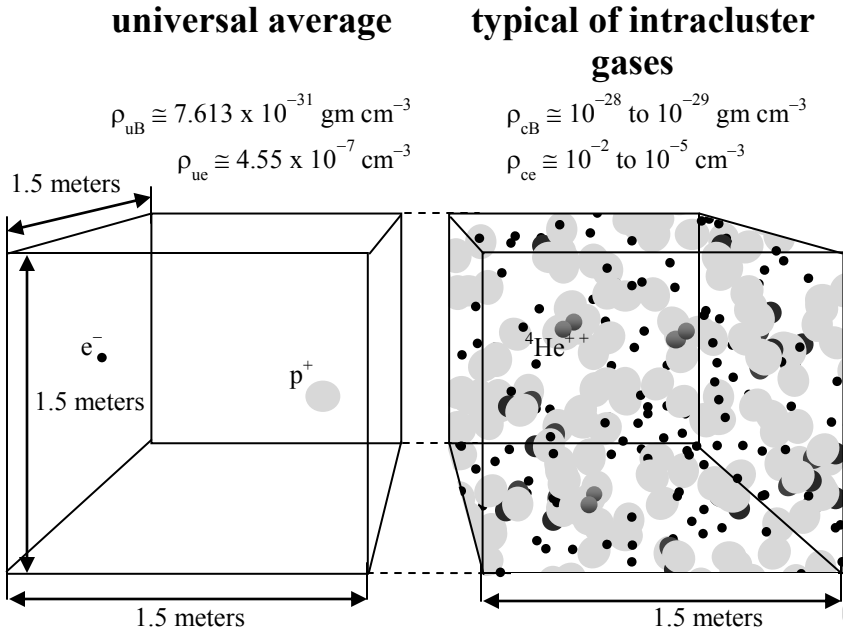 universal average
typical of intracluster
gases
ρuB ≅ 7.613 x 10⁻³¹ gm cm⁻³
ρue ≅ 4.55 x 10⁻⁷ cm⁻³
ρcB ≅ 10⁻²⁸ to 10⁻²⁹ gm cm⁻³
ρce ≅ 10⁻² to 10⁻⁵ cm⁻³
1.5 meters
e⁻
p⁺
1.5 meters
⁴He⁺⁺
1.5 meters
1.5 meters